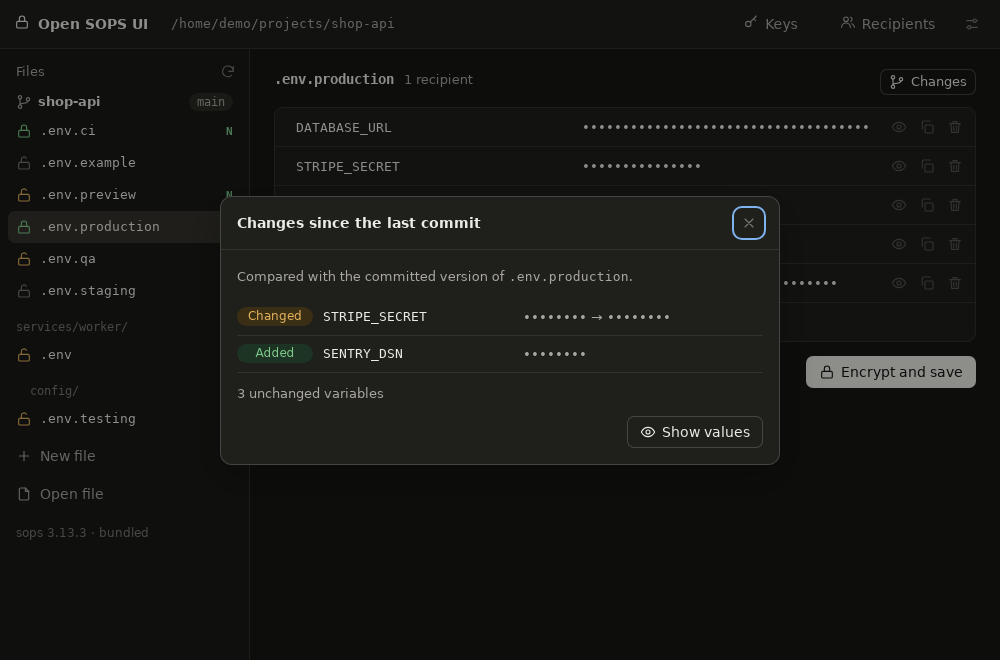 Open SOPS UI /home/demo/projects/shop-api Keys Recipients
Files
shop-api main
.env.ci N
.env.example
.env.preview N
.env.production
.env.qa
.env.staging
services/worker/
.env
config/
.env.testing
New file
Open file
sops 3.13.3 · bundled
.env.production 1 recipient Changes
DATABASE_URL ••••••••••••••••••••••••••••••••••••
STRIPE_SECRET •••••••••••••••
Changes since the last commit
Compared with the committed version of .env.production.
Changed STRIPE_SECRET •••••••• → ••••••••
Added SENTRY_DSN ••••••••
3 unchanged variables
Show values
Encrypt and save